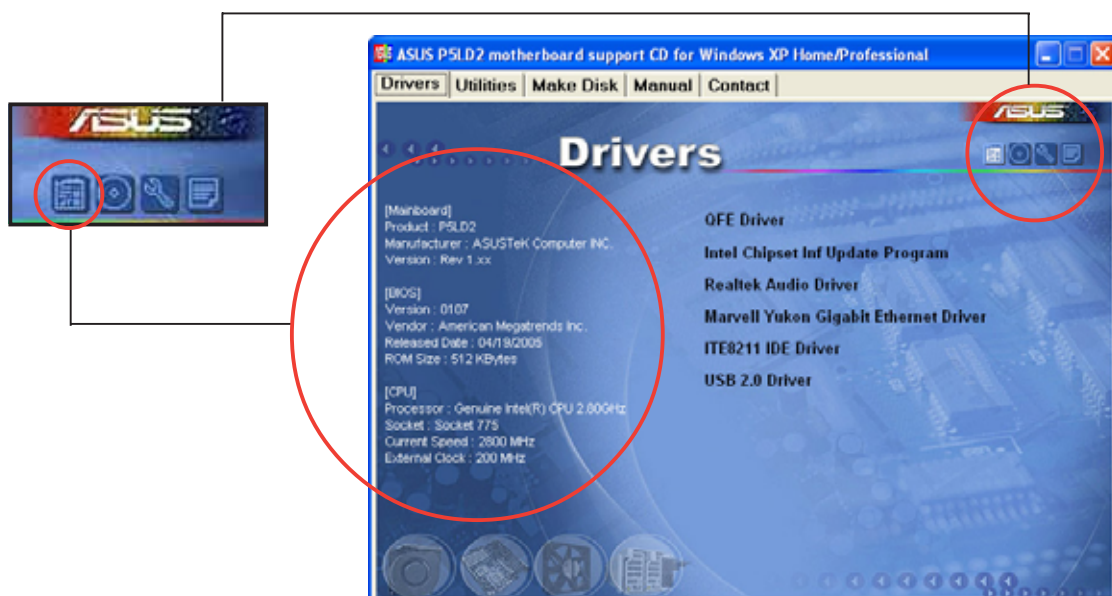 ASUS
ASUS P5LD2 motherboard support CD for Windows XP Home/Professional
Drivers Utilities Make Disk Manual Contact
ASUS
Drivers
[Mainboard]
Product : P5LD2
Manufacturer : ASUSTeK Computer INC.
Version : Rev 1.xx
[BIOS]
Version : 0107
Vendor : American Megatrends Inc.
Released Date : 04/19/2005
ROM Size : 512 KBytes
[CPU]
Processor : Genuine Intel(R) CPU 2.80GHz
Socket : Socket 775
Current Speed : 2800 MHz
External Clock : 200 MHz
QFE Driver
Intel Chipset Inf Update Program
Realtek Audio Driver
Marvell Yukon Gigabit Ethernet Driver
ITE8211 IDE Driver
USB 2.0 Driver